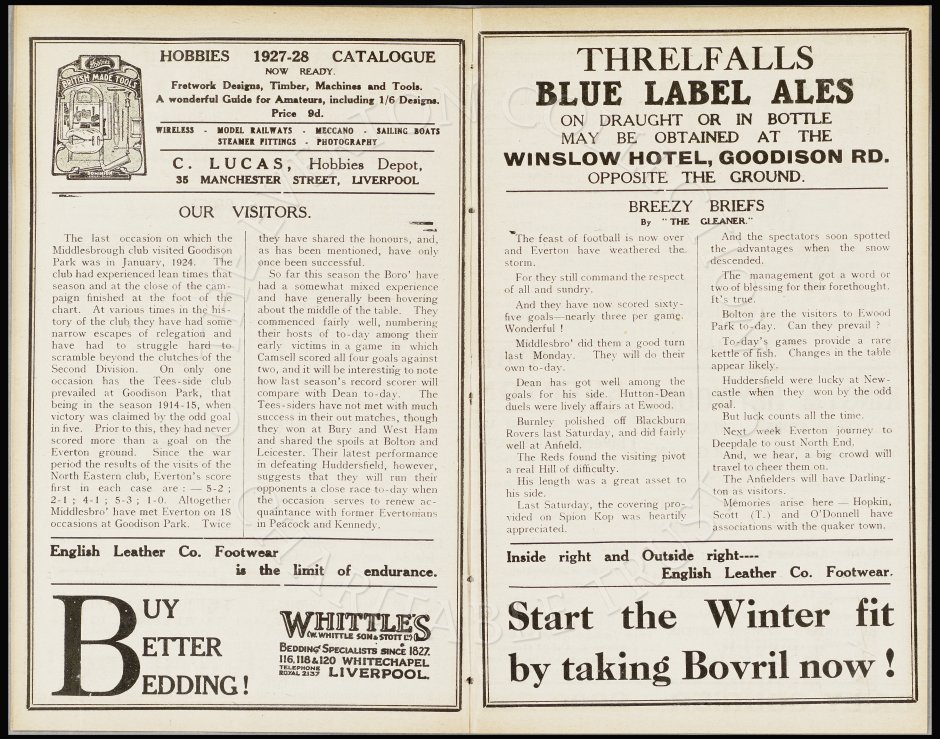 HOBBIES 1927-28 CATALOGUE
NOW READY.
Fretwork Designs, Timber, Machines and Tools.
A wonderful Guide for Amateurs, including 1/6 Designs.
Price 9d.
Hobbies
BRITISH MADE TOOLS
WIRELESS - MODEL RAILWAYS - MECCANO - SAILING BOATS
STEAMER FITTINGS - PHOTOGRAPHY
C. LUCAS, Hobbies Depot,
35 MANCHESTER STREET, LIVERPOOL
OUR VISITORS.
The last occasion on which the
Middlesbrough club visited Goodison
Park was in January, 1924. The
club had experienced lean times that
season and at the close of the cam-
paign finished at the foot of the
chart. At various times in the his-
tory of the club they have had some
narrow escapes of relegation and
have had to struggle hard to
scramble beyond the clutches of the
Second Division. On only one
occasion has the Tees-side club
prevailed at Goodison Park, that
being in the season 1914-15, when
victory was claimed by the odd goal
in five. Prior to this, they had never
scored more than a goal on the
Everton ground. Since the war
period the results of the visits of the
North Eastern club, Everton's score
first in each case are : — 5-2 ;
2-1 ; 4-1 ; 5-3 ; 1-0. Altogether
Middlesbro' have met Everton on 18
occasions at Goodison Park. Twice
they have shared the honours, and,
as has been mentioned, have only
once been successful.
So far this season the Boro' have
had a somewhat mixed experience
and have generally been hovering
about the middle of the table. They
commenced fairly well, numbering
their hosts of to-day among their
early victims in a game in which
Camsell scored all four goals against
two, and it will be interesting to note
how last season's record scorer will
compare with Dean to-day. The
Tees-siders have not met with much
success in their out matches, though
they won at Bury and West Ham
and shared the spoils at Bolton and
Leicester. Their latest performance
in defeating Huddersfield, however,
suggests that they will run their
opponents a close race to-day when
the occasion serves to renew ac-
quaintance with former Evertonians
in Peacock and Kennedy.
English Leather Co. Footwear
is the limit of endurance.
BUY
BETTER
BEDDING!
WHITTLE'S
(W. WHITTLE SON & STOTT LTD)
BEDDING SPECIALISTS SINCE 1827.
116, 118 & 120 WHITECHAPEL
TELEPHONE
ROYAL 2137 LIVERPOOL.
THRELFALLS
BLUE LABEL ALES
ON DRAUGHT OR IN BOTTLE
MAY BE OBTAINED AT THE
WINSLOW HOTEL, GOODISON RD.
OPPOSITE THE GROUND.
BREEZY BRIEFS
By "THE GLEANER."
The feast of football is now over
and Everton have weathered the
storm.
For they still command the respect
of all and sundry.
And they have now scored sixty-
five goals—nearly three per game.
Wonderful !
Middlesbro' did them a good turn
last Monday. They will do their
own to-day.
Dean has got well among the
goals for his side. Hutton-Dean
duels were lively affairs at Ewood.
Burnley polished off Blackburn
Rovers last Saturday, and did fairly
well at Anfield.
The Reds found the visiting pivot
a real Hill of difficulty.
His length was a great asset to
his side.
Last Saturday, the covering pro-
vided on Spion Kop was heartily
appreciated.
And the spectators soon spotted
the advantages when the snow
descended.
The management got a word or
two of blessing for their forethought.
It's true.
Bolton are the visitors to Ewood
Park to-day. Can they prevail ?
To-day's games provide a rare
kettle of fish. Changes in the table
appear likely.
Huddersfield were lucky at New-
castle when they won by the odd
goal.
But luck counts all the time.
Next week Everton journey to
Deepdale to oust North End.
And, we hear, a big crowd will
travel to cheer them on.
The Anfielders will have Darling-
ton as visitors.
Memories arise here — Hopkin,
Scott (T.) and O'Donnell have
associations with the quaker town.
Inside right and Outside right----
English Leather Co. Footwear.
Start the Winter fit
by taking Bovril now !